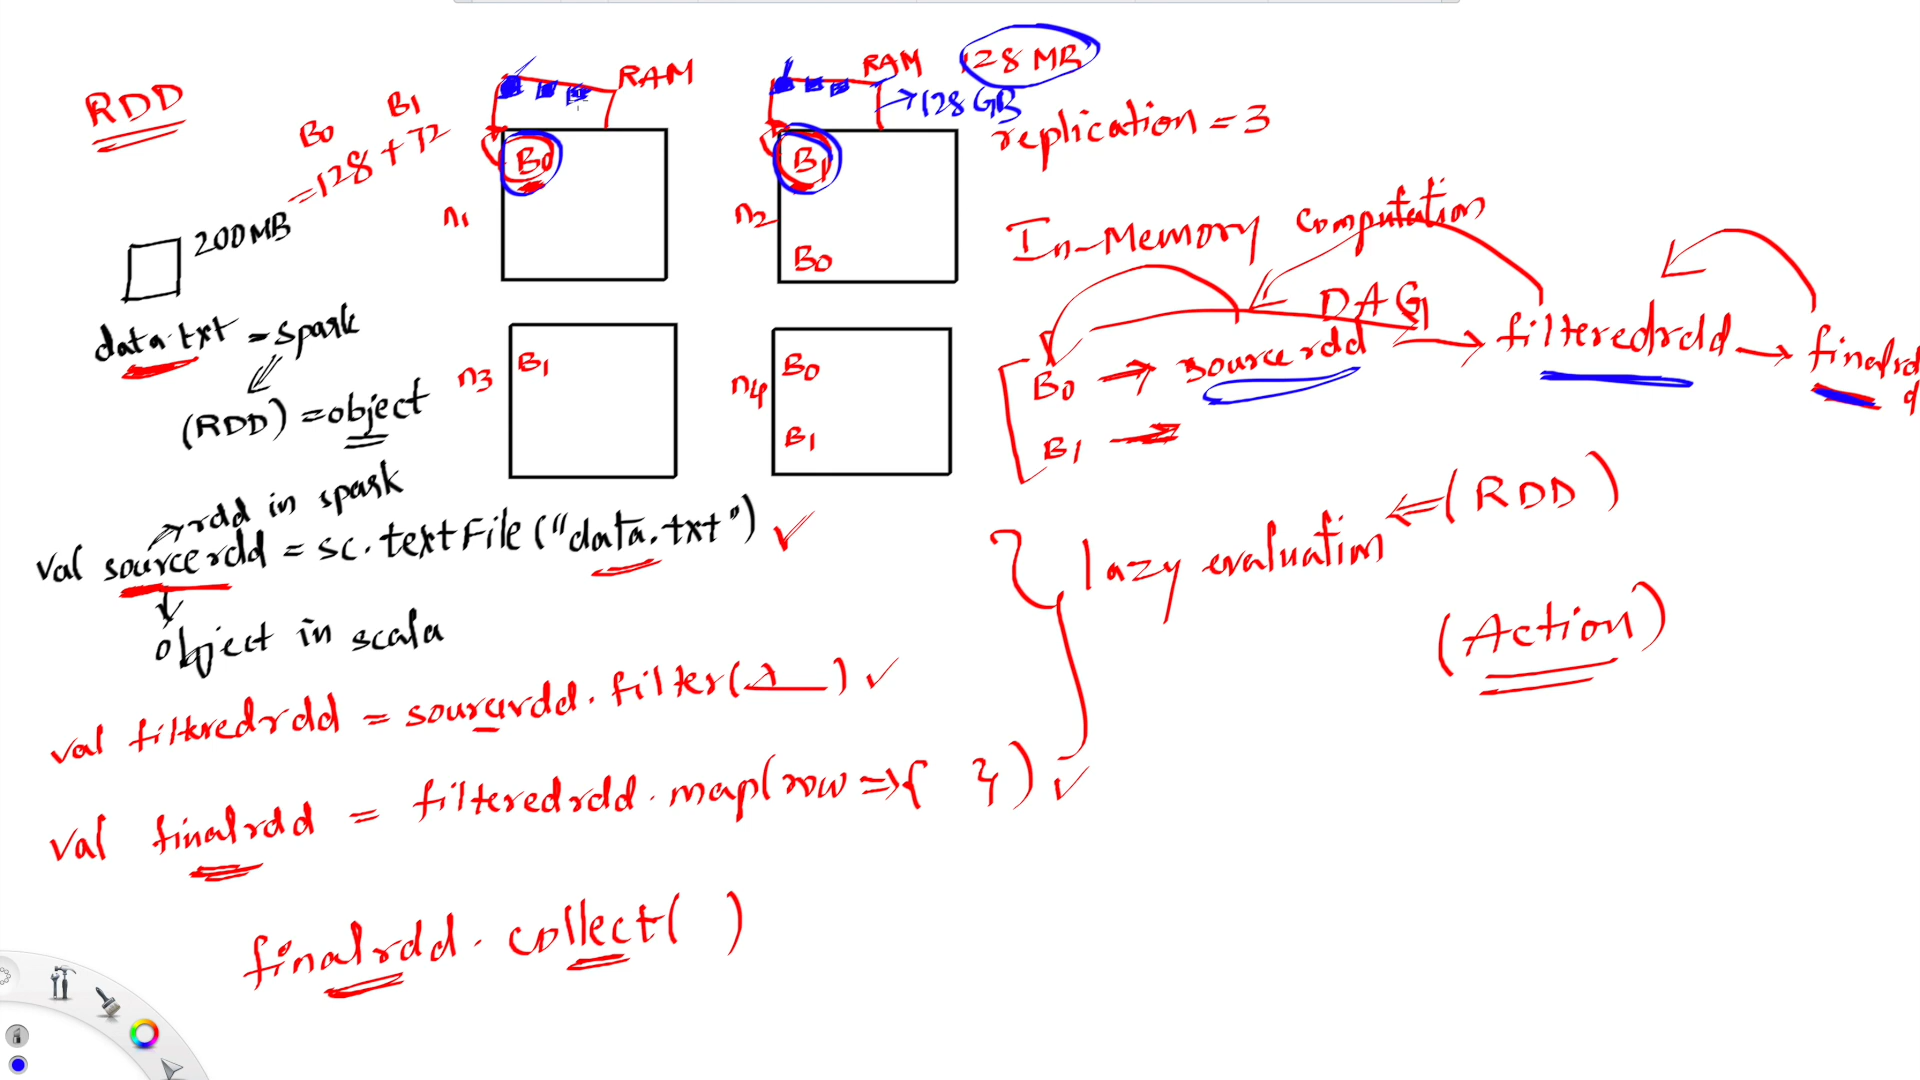 RDD
B0 B1
= 128 + 72
200MB
data.txt - spark
(RDD) = object
RAM
RAM
128 MB
128 GB
B0
n1
B1
n2
B0
B1
n3
B0
n4
B1
replication = 3
In-Memory computation
DAG
B0 → sourcerdd → filteredrdd → finalrdd
B1 →
rdd in spark
val sourcerdd = sc.textFile("data.txt") ✓
object in scala
val filteredrdd = sourcerdd.filter(λ__) ✓
val finalrdd = filteredrdd.map(row => { }) ✓
finalrdd.collect( )
lazy evaluation ⇐ (RDD)
(Action)